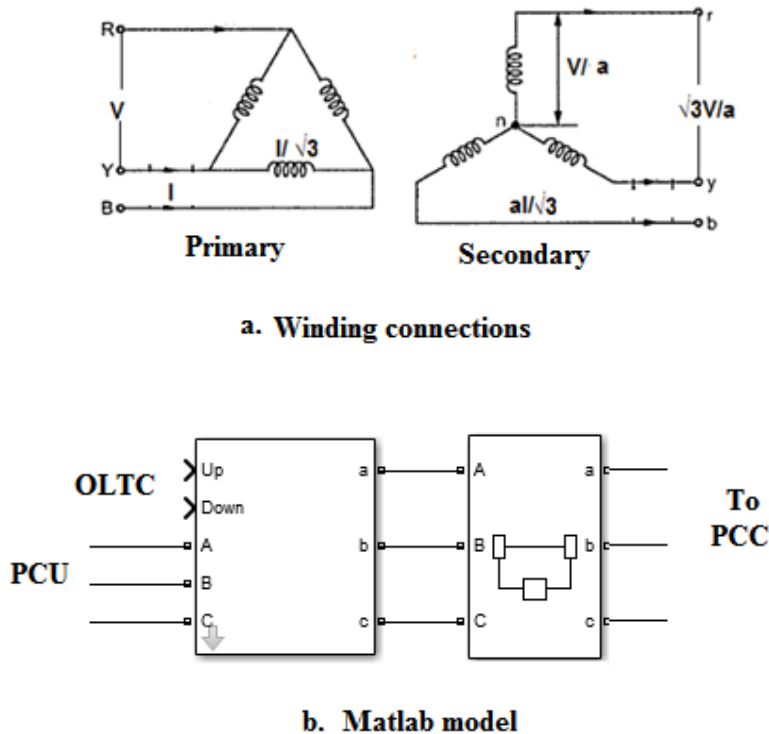 R
V
Y
B
I/ √3
I
Primary
r
V/ a
n
√3V/a
y
aI/√3
b
Secondary
a. Winding connections
OLTC
PCU
Up
Down
A
B
C
a
b
c
A
B
C
a
b
c
To
PCC
b. Matlab model